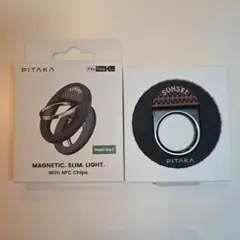 PITAKA
MAGNETIC. SLIM. LIGHT.
With NFC Chips
SUNSET
PITAKA